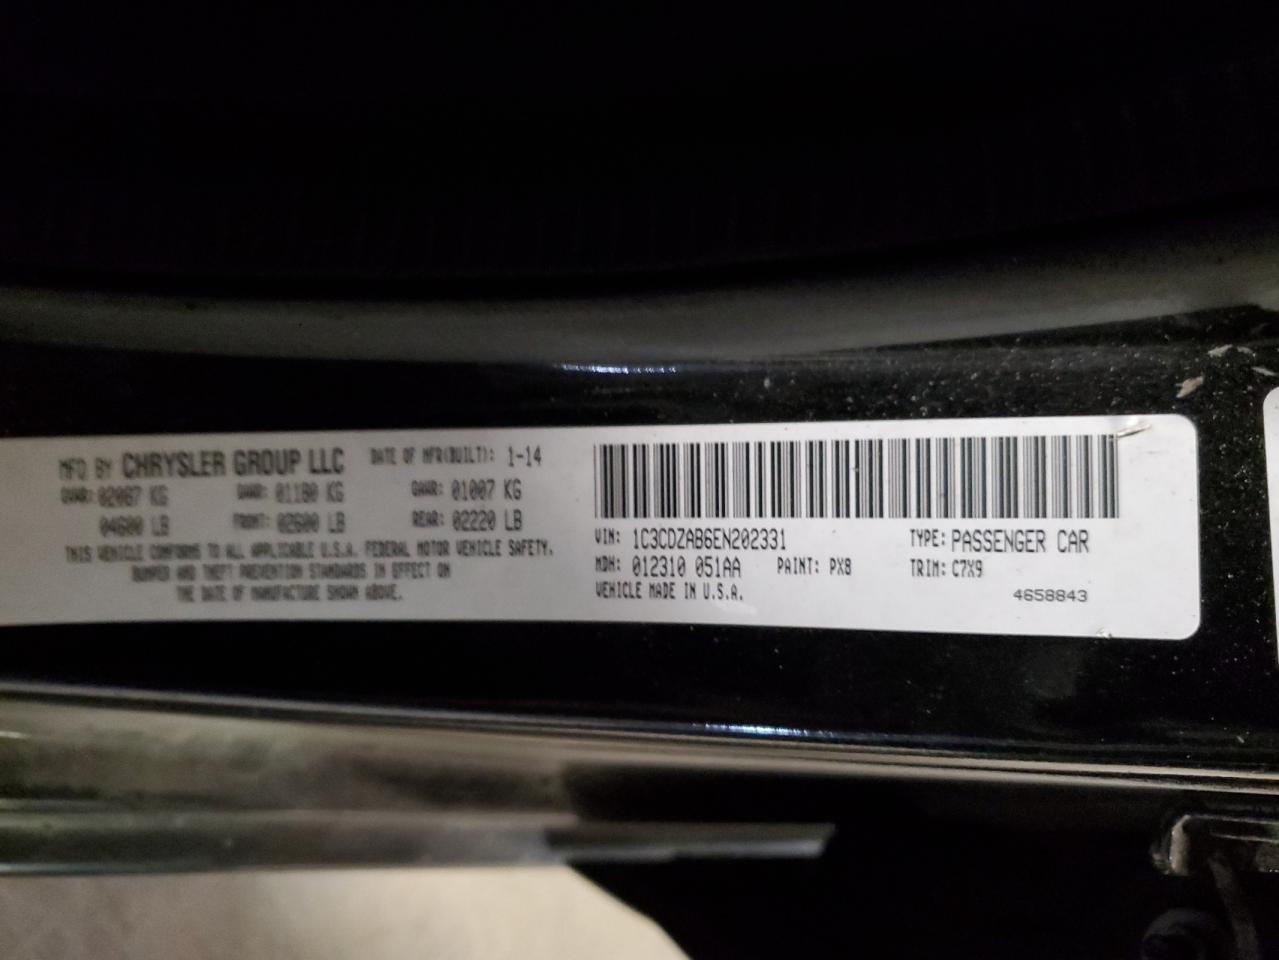 MFD BY CHRYSLER GROUP LLC DATE OF MFR(BUILT): 1-14
GVWR: 02087 KG GAWR: 01180 KG GAWR: 01007 KG
04600 LB FRONT: 02600 LB REAR: 02220 LB
THIS VEHICLE CONFORMS TO ALL APPLICABLE U.S.A. FEDERAL MOTOR VEHICLE SAFETY,
BUMPER AND THEFT PREVENTION STANDARDS IN EFFECT ON
THE DATE OF MANUFACTURE SHOWN ABOVE.
VIN: 1C3CDZAB6EN202331 TYPE: PASSENGER CAR
MDH: 012310 051AA PAINT: PX8 TRIM: C7X9
VEHICLE MADE IN U.S.A. 4658843